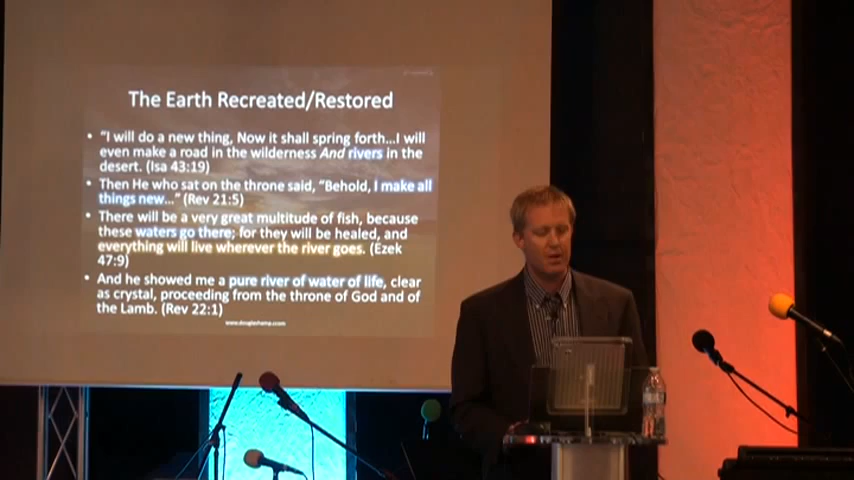 The Earth Recreated/Restored
• “I will do a new thing, Now it shall spring forth...I will
even make a road in the wilderness And rivers in the
desert. (Isa 43:19)
• Then He who sat on the throne said, “Behold, I make all
things new...” (Rev 21:5)
• There will be a very great multitude of fish, because
these waters go there; for they will be healed, and
everything will live wherever the river goes. (Ezek
47:9)
• And he showed me a pure river of water of life, clear
as crystal, proceeding from the throne of God and of
the Lamb. (Rev 22:1)